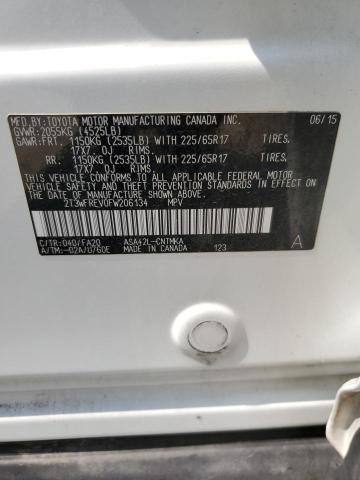 MFD.BY:TOYOTA MOTOR MANUFACTURING CANADA INC. 06/15
GVWR:2055KG (4525LB)
GAWR:FRT. 1150KG (2535LB) WITH 225/65R17 TIRES.
17X7.0J RIMS.
RR. 1150KG (2535LB) WITH 225/65R17 TIRES.
17X7.0J RIMS.
THIS VEHICLE CONFORMS TO ALL APPLICABLE FEDERAL MOTOR
VEHICLE SAFETY AND BUMPER STANDARDS IN EFFECT ON
THE DATE OF MANUFACTURE SHOWN ABOVE.
2T3WFREV0FW206134 MPV
C/TR:040/FA20 ASA42L-CNTMKA
A/TM:-02A/U760E MADE IN CANADA 123 A